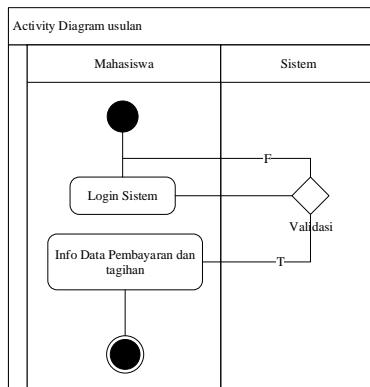 Activity Diagram usulan
Mahasiswa
Sistem
F
Login Sistem
Validasi
Info Data Pembayaran dan
tagihan
T